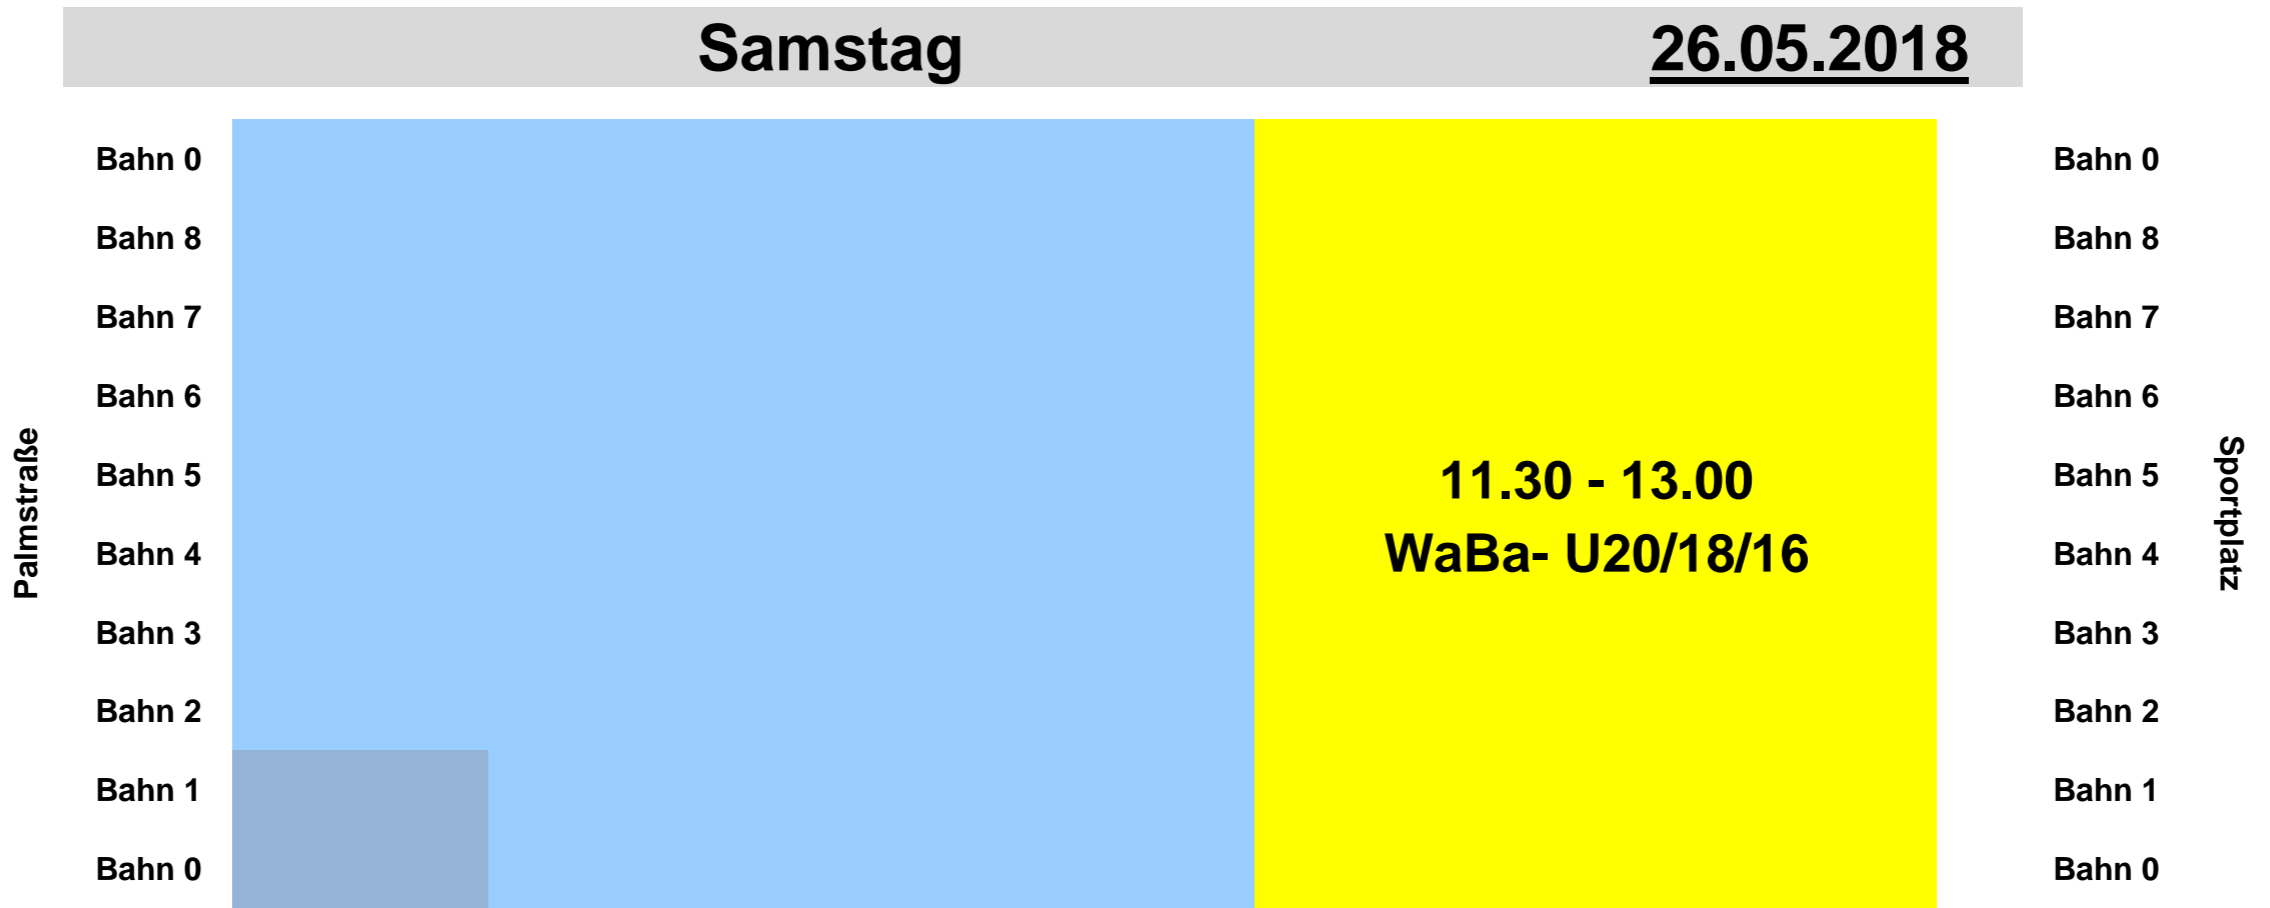 Samstag 26.05.2018
Bahn 0 Bahn 0
Bahn 8 Bahn 8
Bahn 7 Bahn 7
Bahn 6 Bahn 6
Palmstraße
Bahn 5 11.30 - 13.00 Bahn 5
Sportplatz
Bahn 4 WaBa- U20/18/16 Bahn 4
Bahn 3 Bahn 3
Bahn 2 Bahn 2
Bahn 1 Bahn 1
Bahn 0 Bahn 0